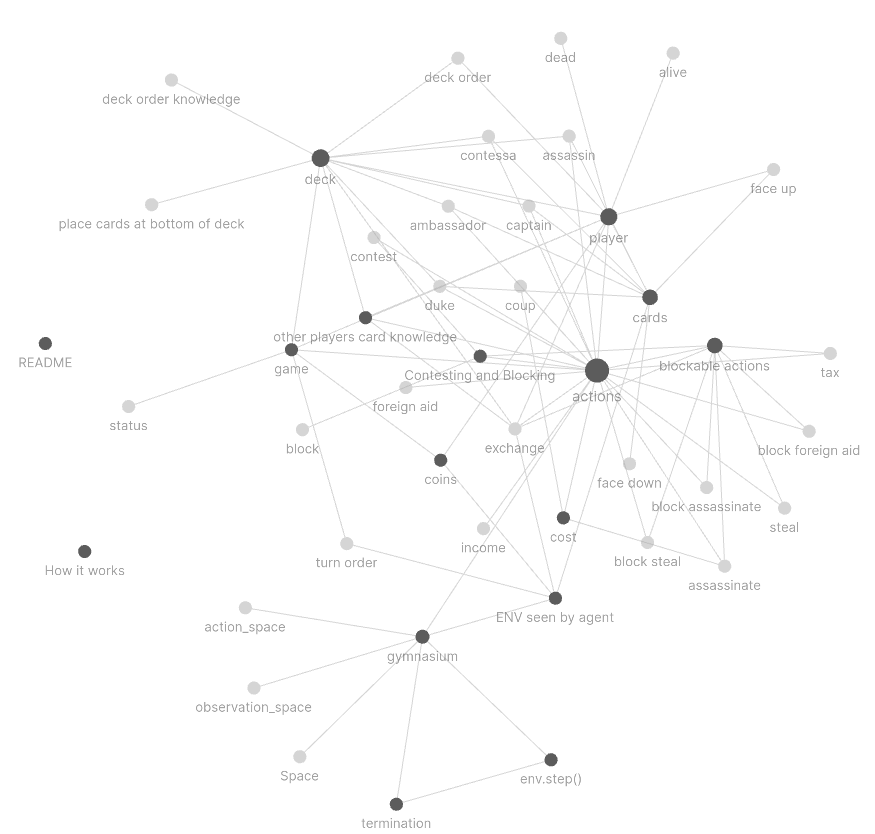 dead
alive
deck order
deck order knowledge
contessa
assassin
deck
face up
place cards at bottom of deck
ambassador
captain
player
contest
duke
coup
cards
other players card knowledge
README
game
Contesting and Blocking
blockable actions
tax
actions
foreign aid
status
block
exchange
block foreign aid
coins
face down
block assassinate
steal
cost
income
turn order
block steal
How it works
assassinate
ENV seen by agent
action_space
gymnasium
observation_space
Space
env.step()
termination